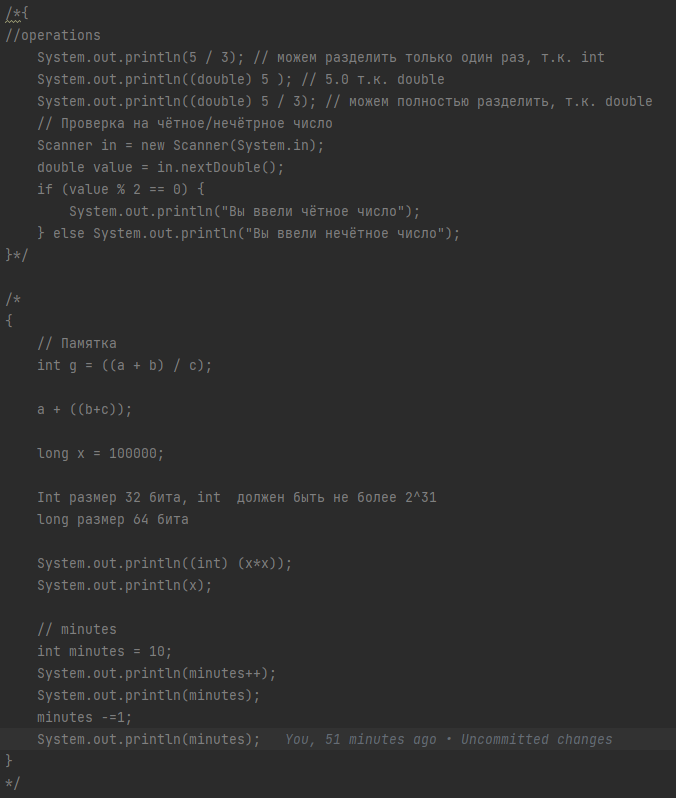 /*{
//operations
    System.out.println(5 / 3); // можем разделить только один раз, т.к. int
    System.out.println((double) 5 ); // 5.0 т.к. double
    System.out.println((double) 5 / 3); // можем полностью разделить, т.к. double
    // Проверка на чётное/нечётрное число
    Scanner in = new Scanner(System.in);
    double value = in.nextDouble();
    if (value % 2 == 0) {
        System.out.println("Вы ввели чётное число");
    } else System.out.println("Вы ввели нечётное число");
}*/

/*
{
    // Памятка
    int g = ((a + b) / c);

    a + ((b+c));

    long x = 100000;

    Int размер 32 бита, int  должен быть не более 2^31
    long размер 64 бита

    System.out.println((int) (x*x));
    System.out.println(x);

    // minutes
    int minutes = 10;
    System.out.println(minutes++);
    System.out.println(minutes);
    minutes -=1;
    System.out.println(minutes);   You, 51 minutes ago • Uncommitted changes
}
*/